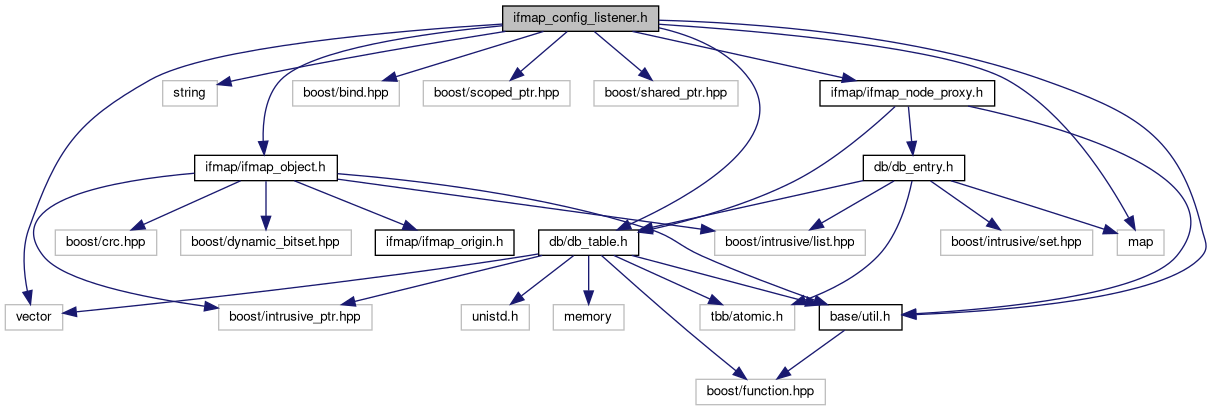 ifmap_config_listener.h
string
boost/bind.hpp
boost/scoped_ptr.hpp
boost/shared_ptr.hpp
ifmap/ifmap_node_proxy.h
ifmap/ifmap_object.h
db/db_entry.h
boost/crc.hpp
boost/dynamic_bitset.hpp
ifmap/ifmap_origin.h
db/db_table.h
boost/intrusive/list.hpp
boost/intrusive/set.hpp
map
vector
boost/intrusive_ptr.hpp
unistd.h
memory
tbb/atomic.h
base/util.h
boost/function.hpp